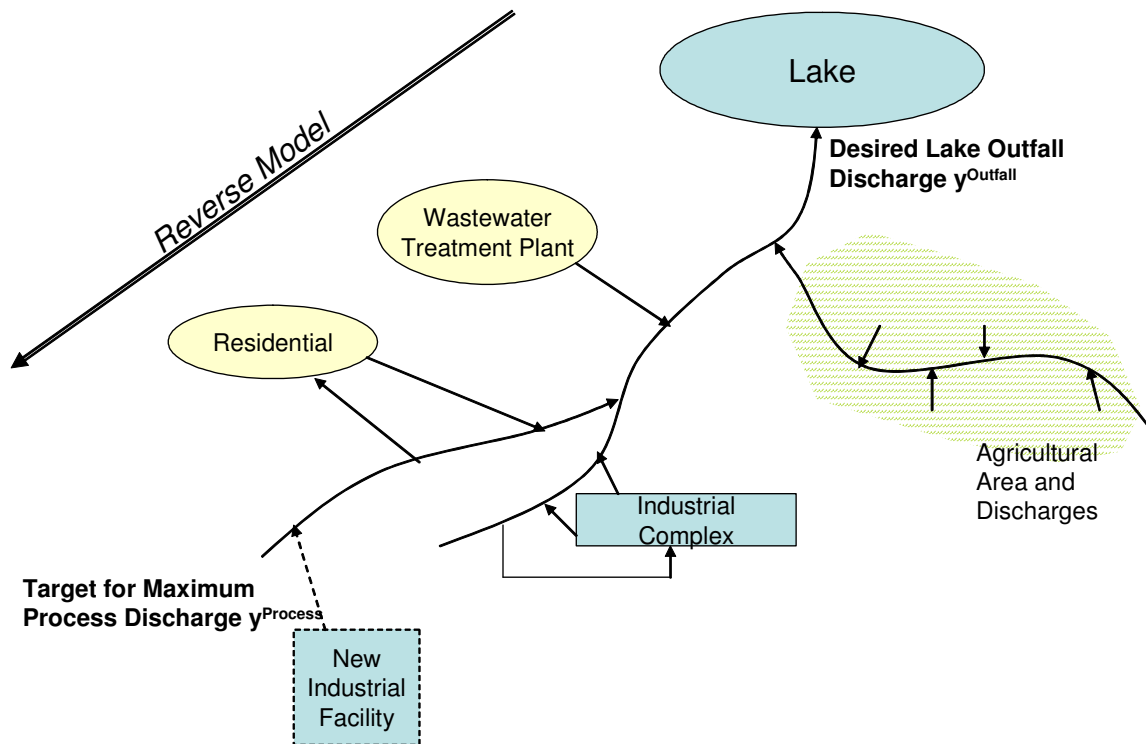 Lake
Reverse Model
Desired Lake Outfall
Discharge y^Outfall
Wastewater
Treatment Plant
Residential
Agricultural
Area and
Discharges
Industrial
Complex
Target for Maximum
Process Discharge y^Process
New
Industrial
Facility